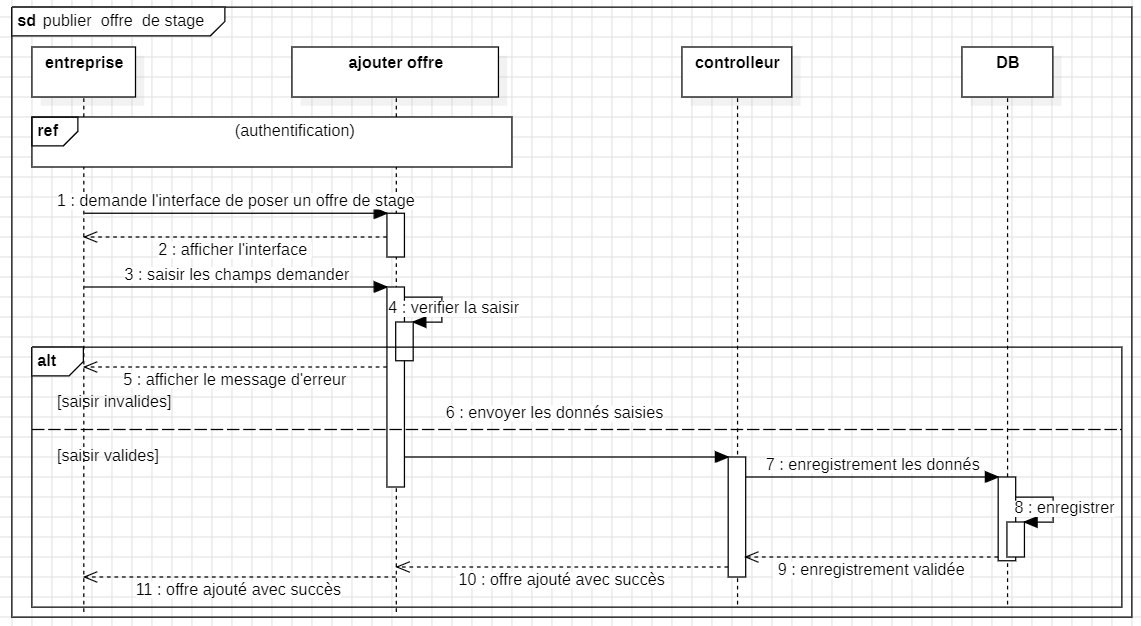 sd publier offre de stage
entreprise
ajouter offre
controlleur
DB
ref
(authentification)
1 : demande l'interface de poser un offre de stage
2 : afficher l'interface
3 : saisir les champs demander
4 : verifier la saisir
alt
5 : afficher le message d'erreur
[saisir invalides]
6 : envoyer les donnés saisies
[saisir valides]
7 : enregistrement les donnés
8 : enregistrer
9 : enregistrement validée
10 : offre ajouté avec succès
11 : offre ajouté avec succès